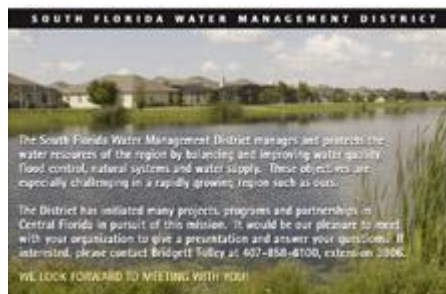 SOUTH FLORIDA WATER MANAGEMENT DISTRICT
The South Florida Water Management District manages and protects the
water resources of the region by balancing and improving water quality,
flood control, natural systems and water supply. These objectives are
especially challenging in a rapidly growing region such as ours.
The District has initiated many projects, programs and partnerships in
Central Florida in pursuit of this mission. It would be our pleasure to meet
with your organization to give a presentation and answer your questions. If
interested, please contact Bridgett Tolley at 407-858-6100, extension 3806.
WE LOOK FORWARD TO MEETING WITH YOU!